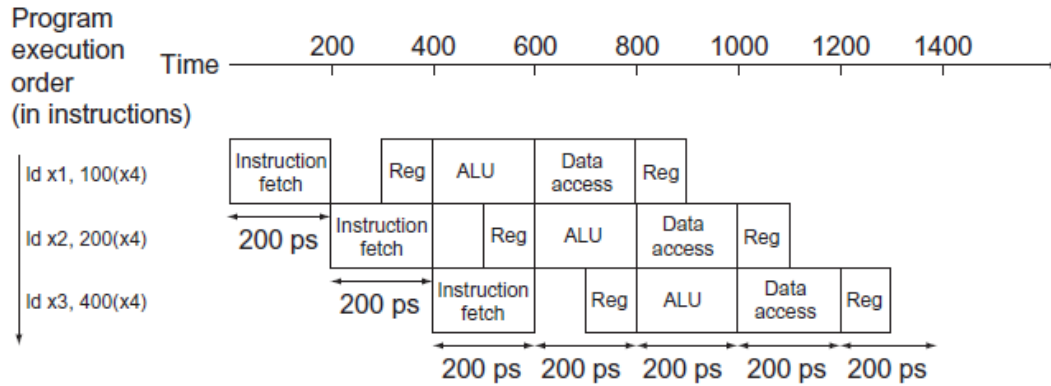 Program
execution
order
(in instructions)
Time
200 400 600 800 1000 1200 1400
ld x1, 100(x4)
Instruction
fetch
Reg
ALU
Data
access
Reg
200 ps
ld x2, 200(x4)
Instruction
fetch
Reg
ALU
Data
access
Reg
200 ps
ld x3, 400(x4)
Instruction
fetch
Reg
ALU
Data
access
Reg
200 ps 200 ps 200 ps 200 ps 200 ps